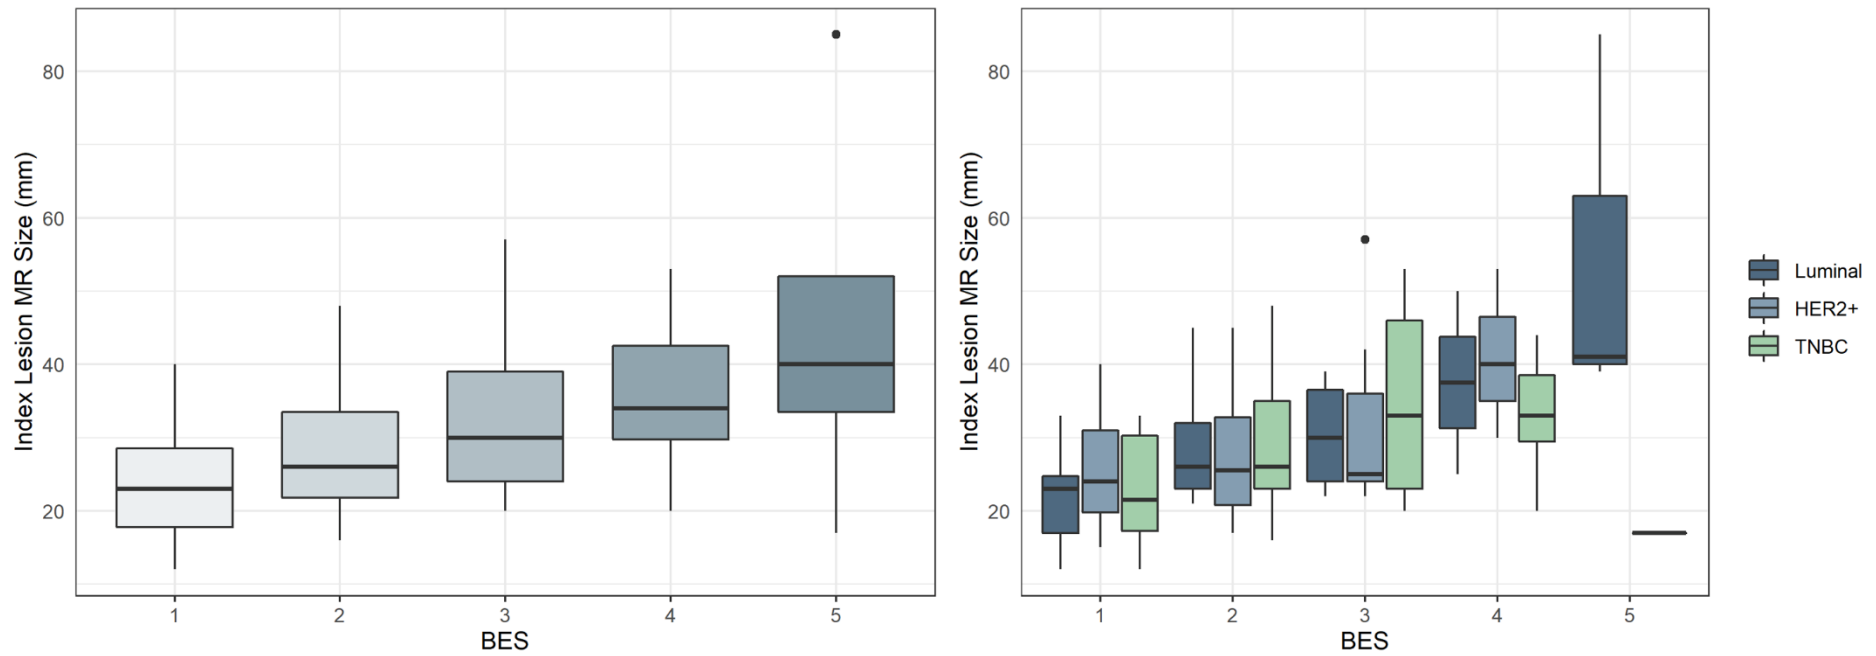 Index Lesion MR Size (mm)
80
60
40
20
1 2 3 4 5
BES
Index Lesion MR Size (mm)
80
60
40
20
1 2 3 4 5
BES
Luminal
HER2+
TNBC